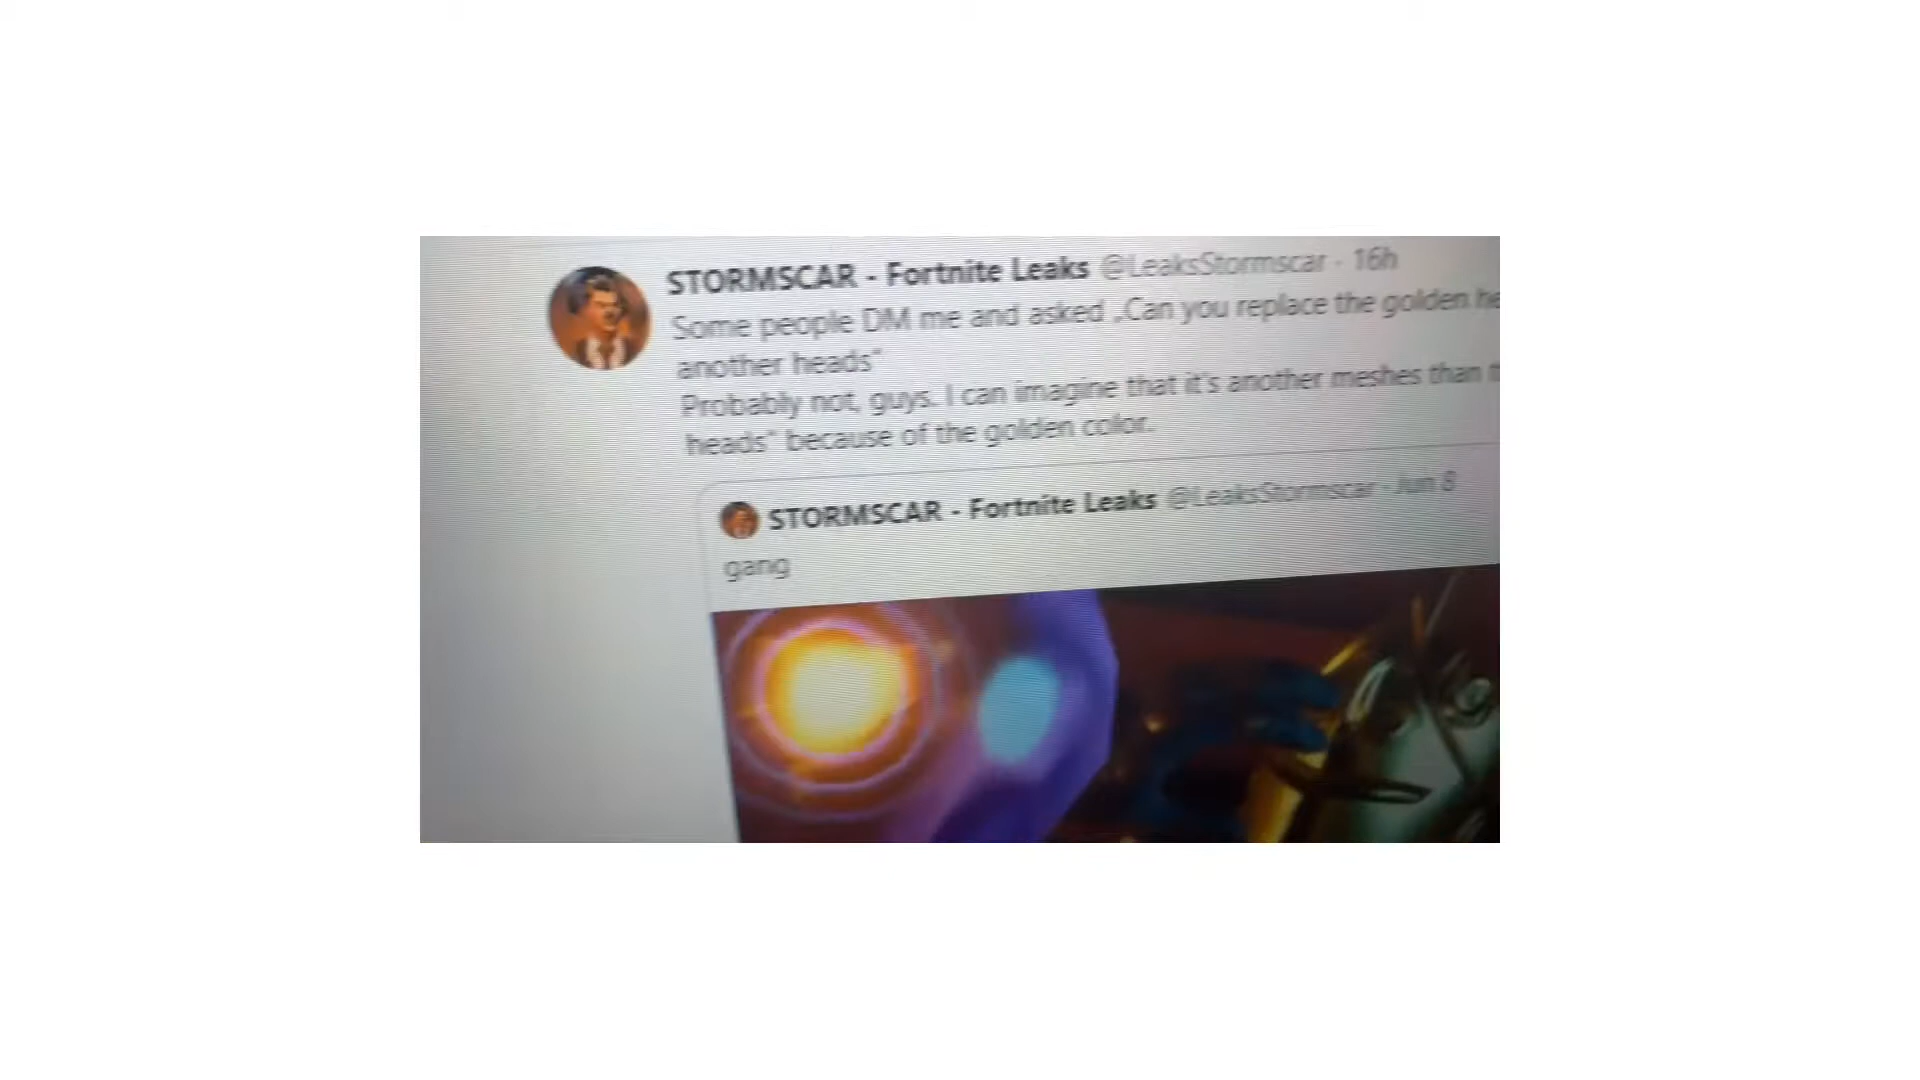 STORMSCAR - Fortnite Leaks @LeaksStormscar · 16h
Some people DM me and asked „Can you replace the golden
another heads"
Probably not, guys. I can imagine that it's another meshes than
heads" because of the golden color.
STORMSCAR - Fortnite Leaks @LeaksStormscar · Jun 8
gang